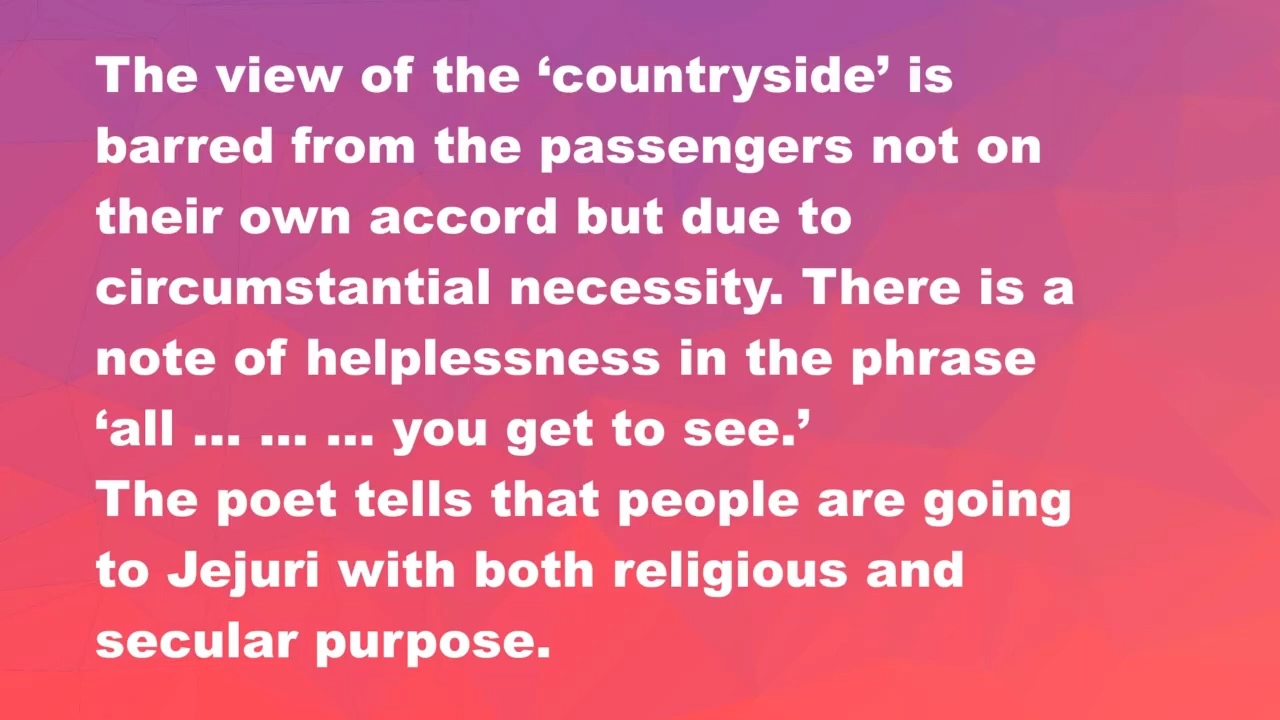 The view of the ‘countryside’ is
barred from the passengers not on
their own accord but due to
circumstantial necessity. There is a
note of helplessness in the phrase
‘all ... ... ... you get to see.’
The poet tells that people are going
to Jejuri with both religious and
secular purpose.